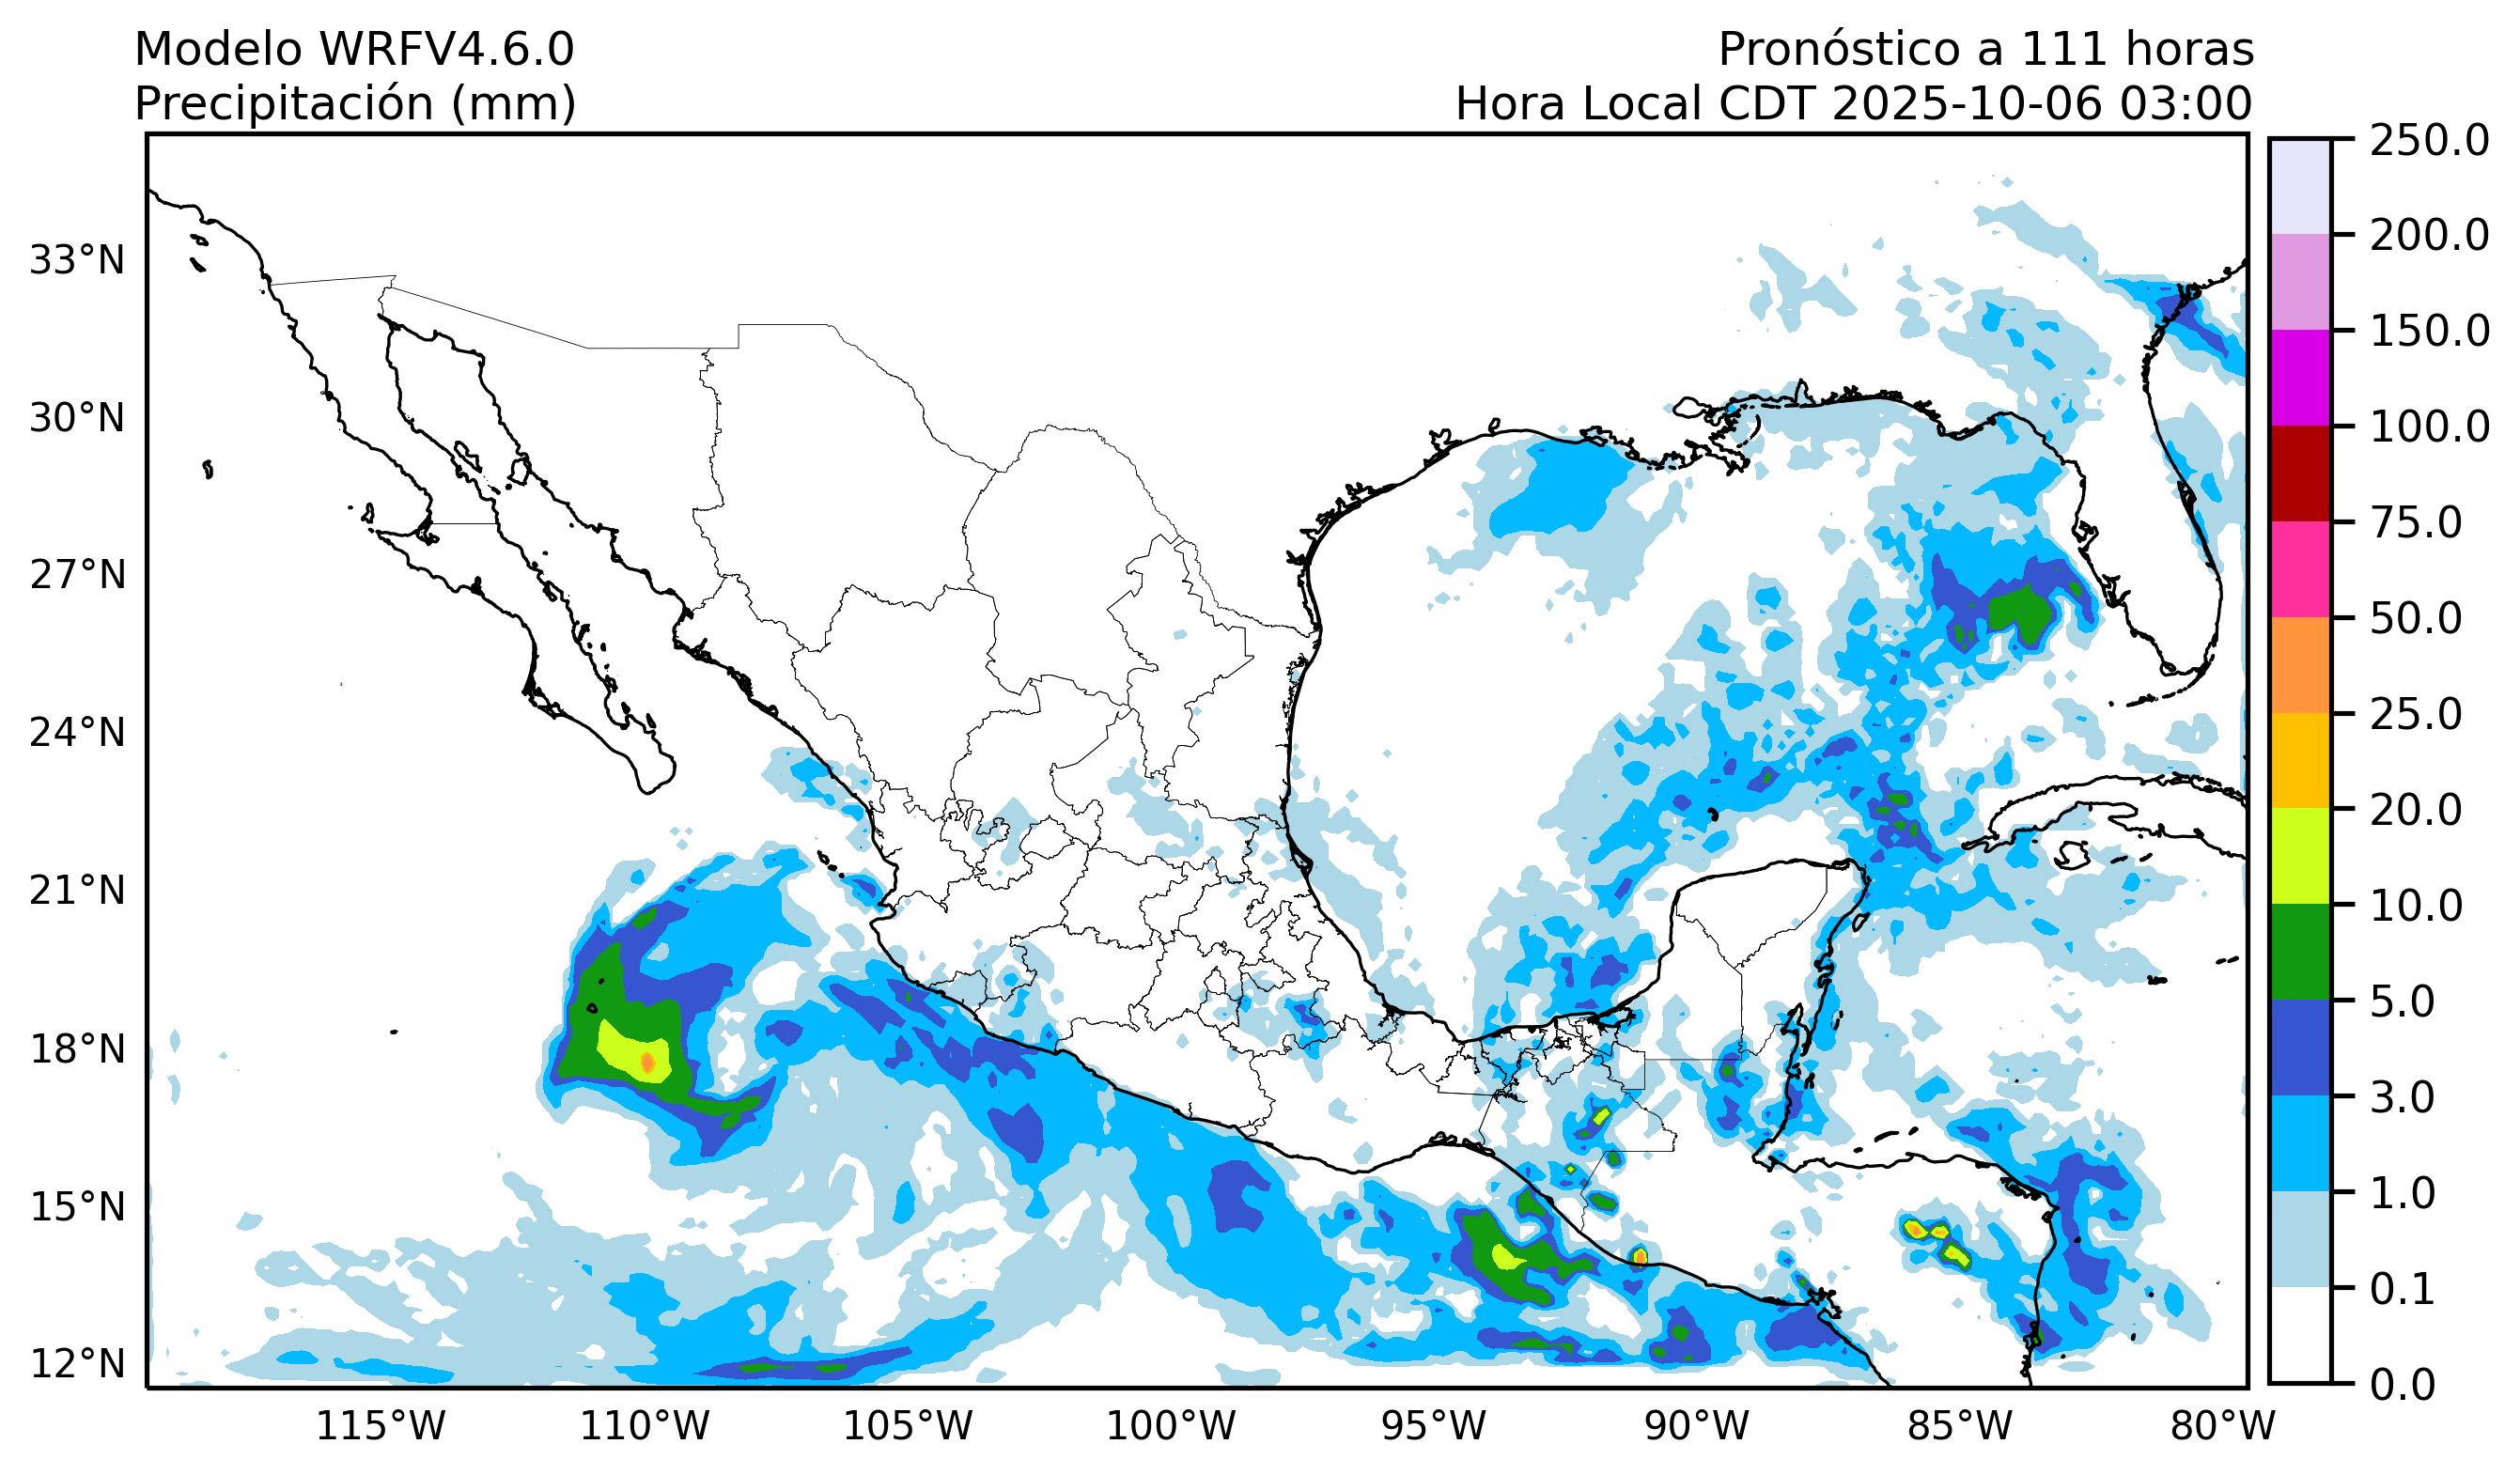 Modelo WRFV4.6.0
Precipitación (mm)
Pronóstico a 111 horas
Hora Local CDT 2025-10-06 03:00
33°N
30°N
27°N
24°N
21°N
18°N
15°N
12°N
115°W
110°W
105°W
100°W
95°W
90°W
85°W
80°W
250.0
200.0
150.0
100.0
75.0
50.0
25.0
20.0
10.0
5.0
3.0
1.0
0.1
0.0